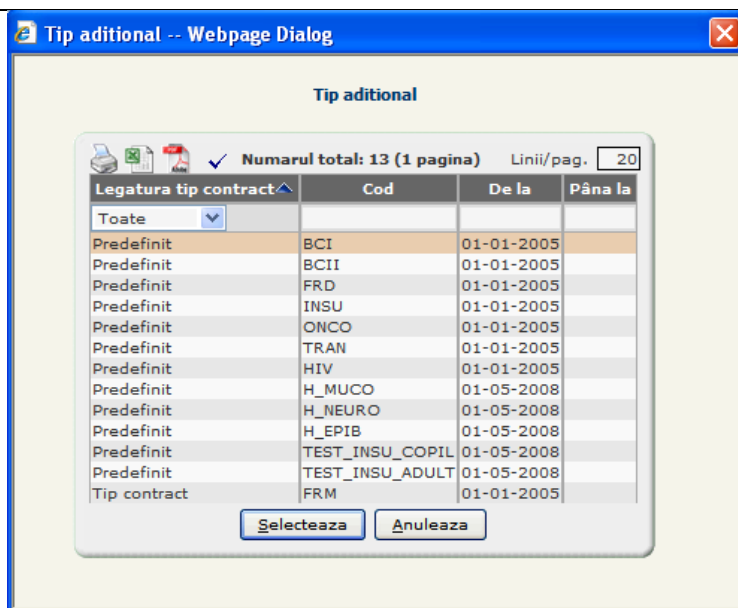 Tip aditional -- Webpage Dialog
Tip aditional
Numarul total: 13 (1 pagina) Linii/pag. 20
Legatura tip contract Cod De la Pâna la
Toate
Predefinit BCI 01-01-2005
Predefinit BCII 01-01-2005
Predefinit FRD 01-01-2005
Predefinit INSU 01-01-2005
Predefinit ONCO 01-01-2005
Predefinit TRAN 01-01-2005
Predefinit HIV 01-01-2005
Predefinit H_MUCO 01-05-2008
Predefinit H_NEURO 01-05-2008
Predefinit H_EPIB 01-05-2008
Predefinit TEST_INSU_COPIL 01-05-2008
Predefinit TEST_INSU_ADULT 01-05-2008
Tip contract FRM 01-01-2005
Selecteaza Anuleaza